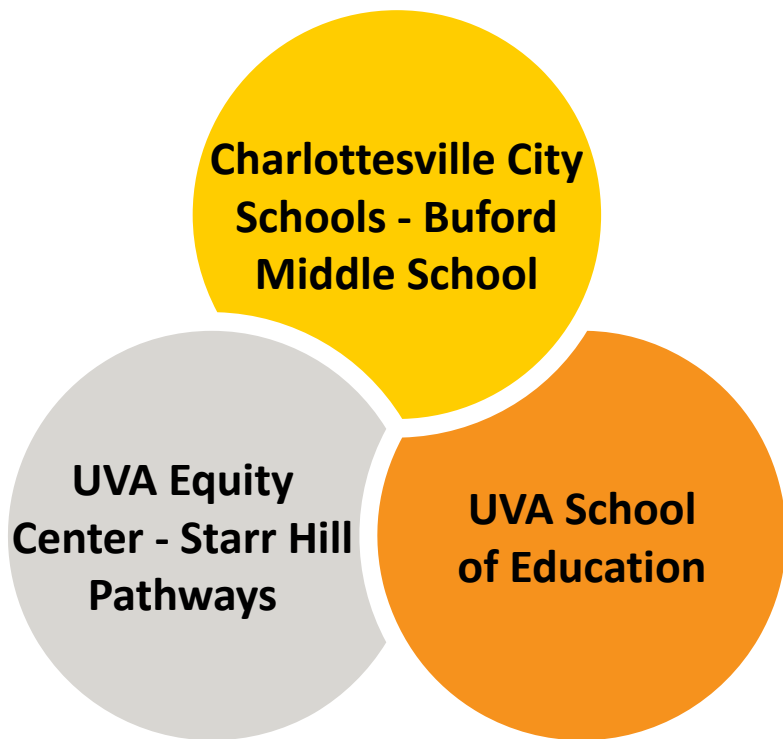 Charlottesville City
Schools - Buford
Middle School
UVA Equity
Center - Starr Hill
Pathways
UVA School
of Education